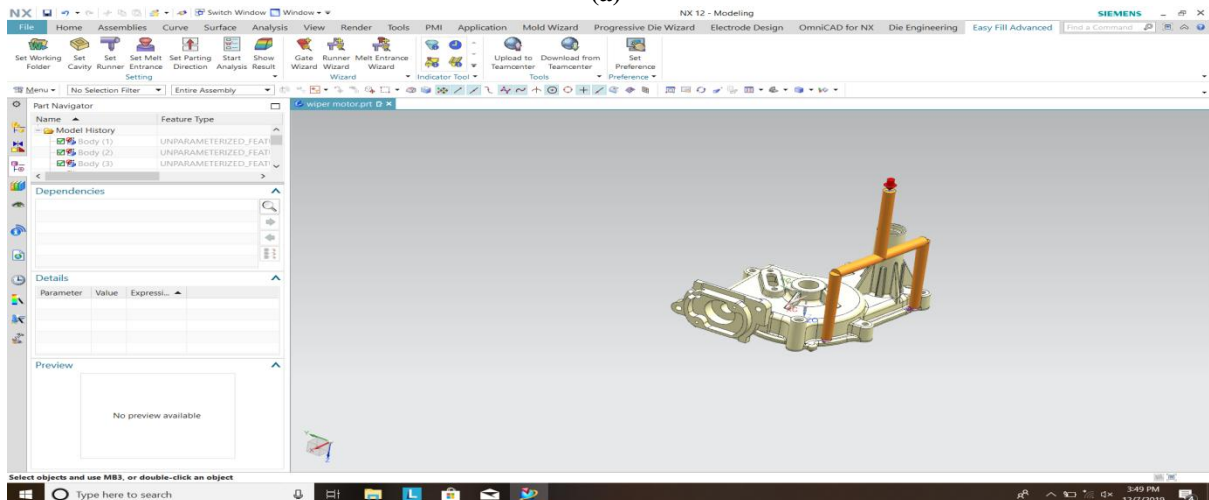 (a)
NX Switch Window Window NX 12 - Modeling SIEMENS
File Home Assemblies Curve Surface Analysis View Render Tools PMI Application Mold Wizard Progressive Die Wizard Electrode Design OmniCAD for NX Die Engineering Easy Fill Advanced Find a Command
Set Working Folder Set Cavity Set Runner Set Melt Entrance Set Parting Direction Start Analysis Show Result Gate Wizard Runner Wizard Melt Entrance Wizard Upload to Teamcenter Download from Teamcenter Set Preference
Setting Wizard Indicator Tool Tools Preference
Menu No Selection Filter Entire Assembly
Part Navigator wiper motor.prt
Name Feature Type
Model History
Body (1) UNPARAMETERIZED_FEAT
Body (2) UNPARAMETERIZED_FEAT
Body (3) UNPARAMETERIZED_FEAT
Dependencies
Details
Parameter Value Expressi...
Preview
No preview available
Select objects and use MB3, or double-click an object
Type here to search 3:49 PM
12/7/2019